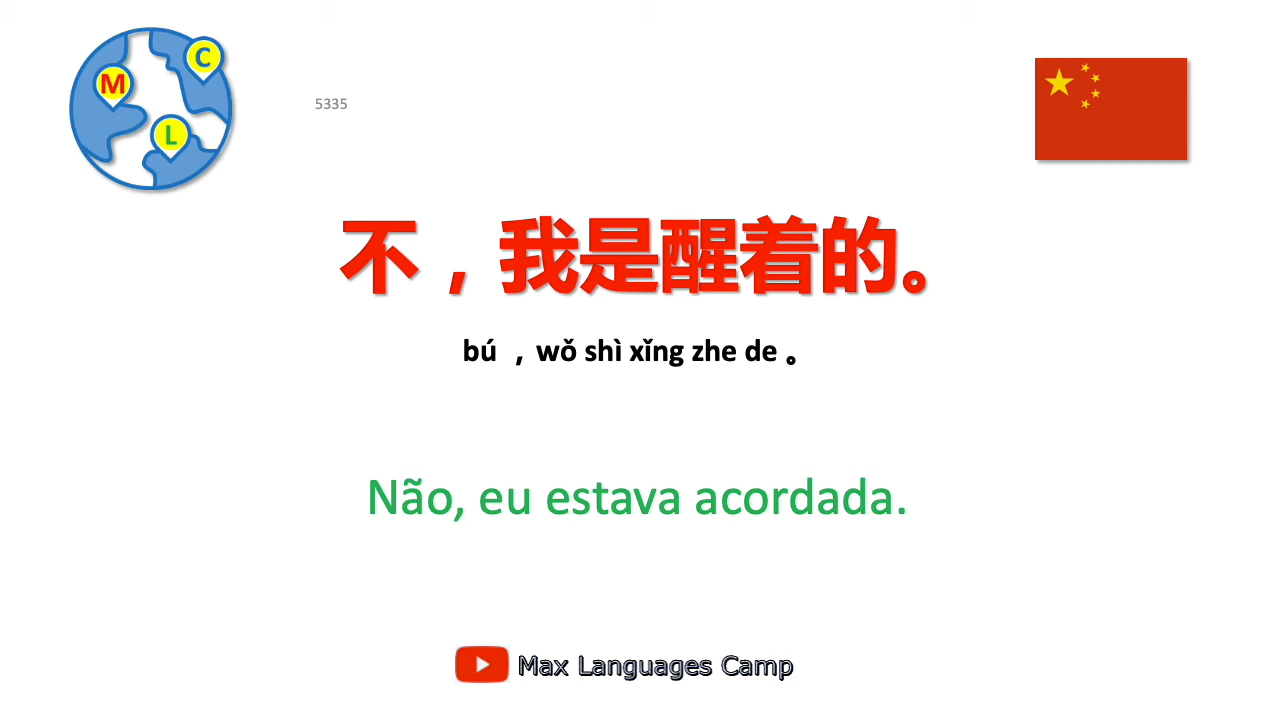 M
C
L
5335
不，我是醒着的。
bú ，wǒ shì xǐng zhe de 。
Não, eu estava acordada.
Max Languages Camp